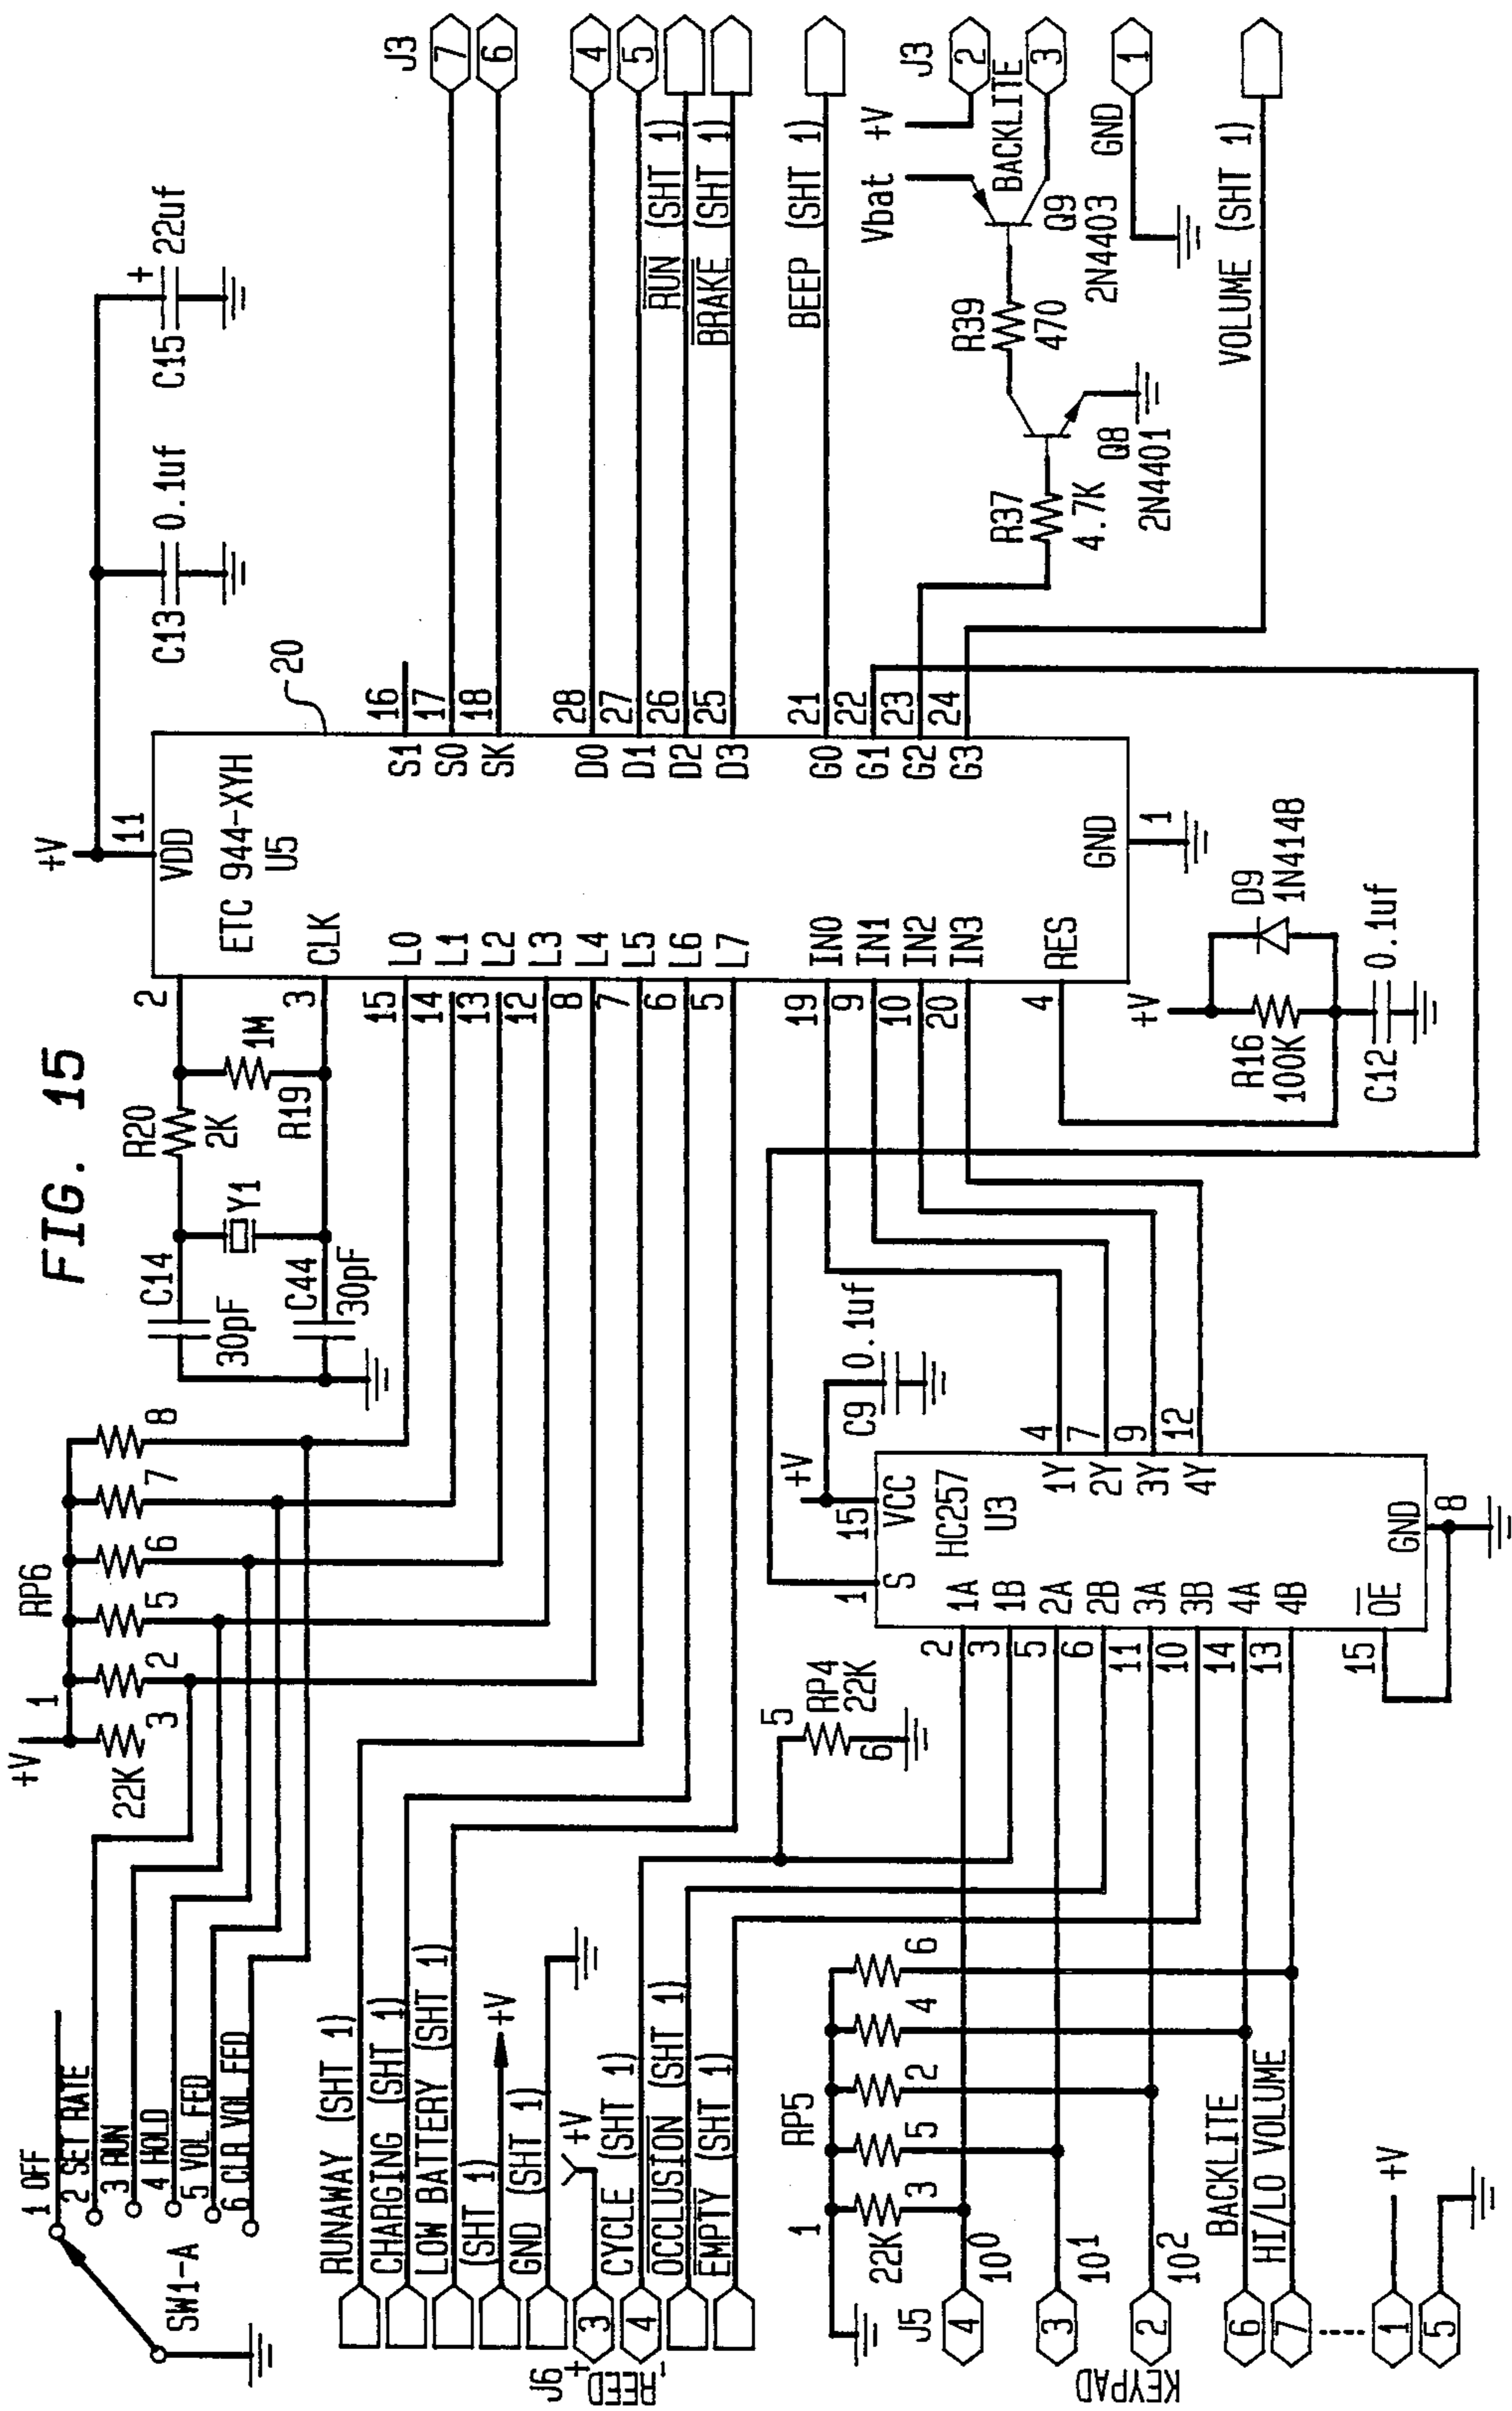 FIG. 15
1 OFF
2 SET RATE
3 RUN
4 HOLD
5 VOL FED
6 CLR VOL FED
SW1-A
+V
1
RP6
22K
3
2
5
6
7
8
C14
30pF
C44
30pF
Y1
R20
2K
R19
1M
2
3
CLK
+V
11
VDD
ETC 944-XYH
U5
20
C13
0.1uf
C15
+
22uf
15 L0
14 L1
13 L2
12 L3
8 L4
7 L5
6 L6
5 L7
19 IN0
9 IN1
10 IN2
20 IN3
4 RES
GND 1
S1 16
S0 17
SK 18
D0 28
D1 27
D2 26
D3 25
G0 21
G1 22
G2 23
G3 24
J3
7
6
4
5
RUN (SHT 1)
BRAKE (SHT 1)
BEEP (SHT 1)
J3
+V
2
Vbat
BACKLITE
3
Q9
2N4403
R39
470
R37
4.7K
Q8
2N4401
GND
1
VOLUME (SHT 1)
+V
R16
100K
D9
1N4148
C12
0.1uf
RUNAWAY (SHT 1)
CHARGING (SHT 1)
LOW BATTERY (SHT 1)
(SHT 1)
+V
GND (SHT 1)
J6
+
3
+V
REED
-
4
CYCLE (SHT 1)
OCCLUSION (SHT 1)
EMPTY (SHT 1)
5
RP4
22K
6
+V
C9
0.1uf
15
VCC
HC257
U3
1
S
2 1A
3 1B
5 2A
6 2B
11 3A
10 3B
14 4A
13 4B
15 OE
1Y 4
2Y 7
3Y 9
4Y 12
GND 8
RP5
1
22K
3
5
2
4
6
J5
KEYPAD
4
10⁰
3
10¹
2
10²
6
BACKLITE
7
HI/LO VOLUME
1
+V
5